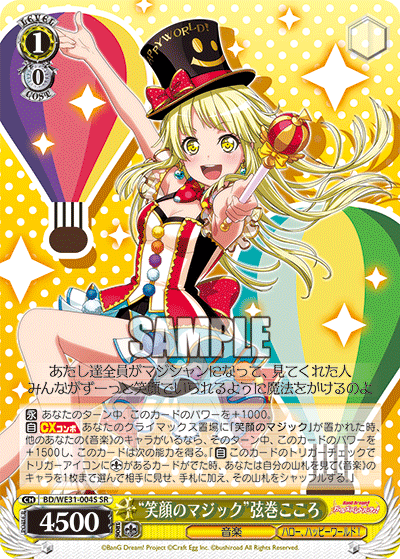 LEVEL
1
0
COST
HAPPY WORLD!
SAMPLE
あたし達全員がマジシャンになって、見てくれた人
みんながずーっと笑顔でいられるように魔法をかけるのよ
永 あなたのターン中、このカードのパワーを+1000。
自 CXコンボ あなたのクライマックス置場に「笑顔のマジック」が置かれた時、
他のあなたの《音楽》のキャラがいるなら、そのターン中、このカードのパワーを
+1500し、このカードは次の能力を得る。『自 このカードのトリガーチェックで
トリガーアイコンに がある本が出た時、あなたは自分の山札を見て《音楽》の
キャラを1枚まで選んで相手に見せ、手札に加え、その山札をシャッフルする。』
CH BD/WE31-004S SR
"笑顔のマジック"弦巻こころ
4500
音楽
ハロー、ハッピーワールド!
©BanG Dream! Project ©Craft Egg Inc. ©bushiroad All Rights Reserved.